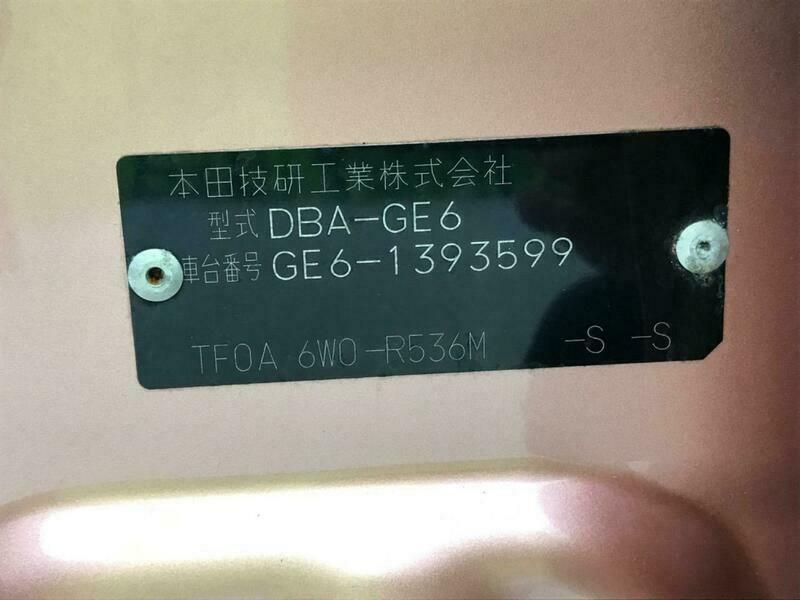 本田技研工業株式会社
型式 DBA-GE6
車台番号 GE6-1393599
TF0A 6W0-R536M -S -S